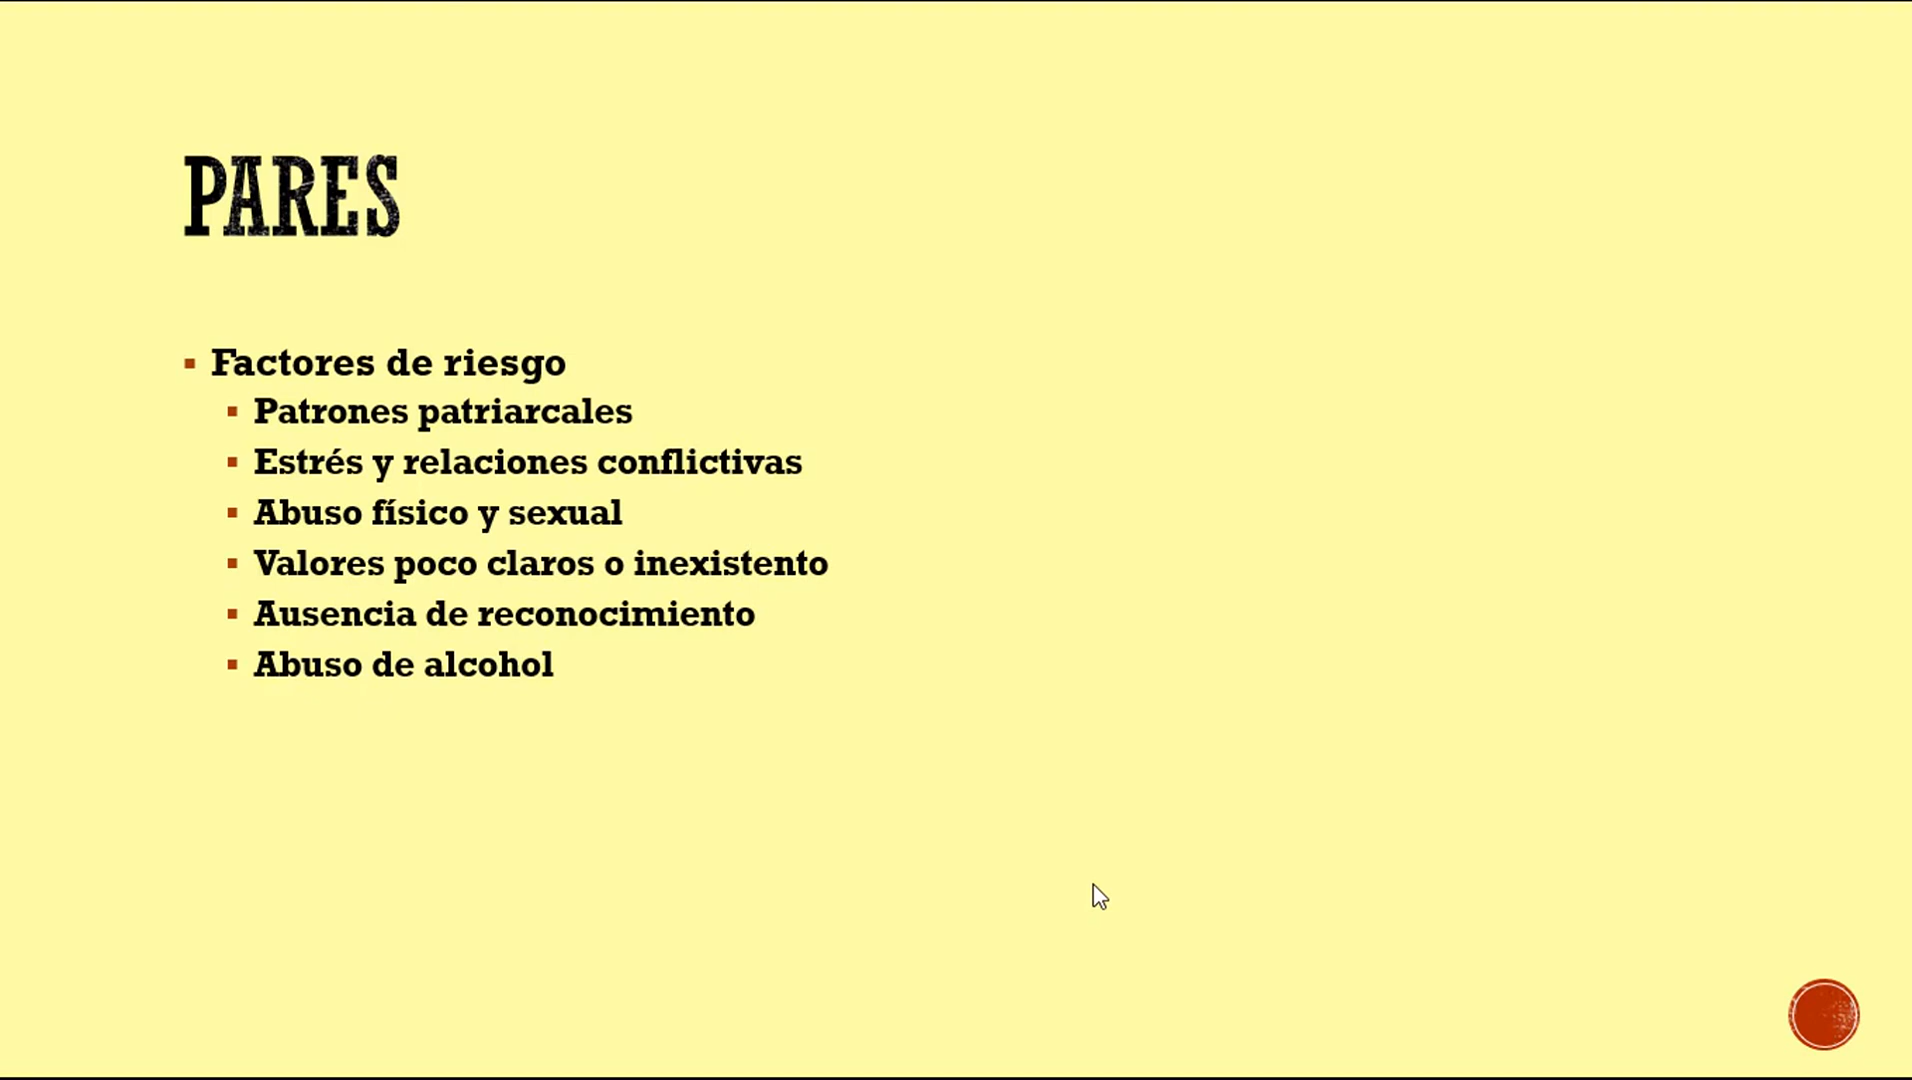 PARES
Factores de riesgo
Patrones patriarcales
Estrés y relaciones conflictivas
Abuso físico y sexual
Valores poco claros o inexistento
Ausencia de reconocimiento
Abuso de alcohol